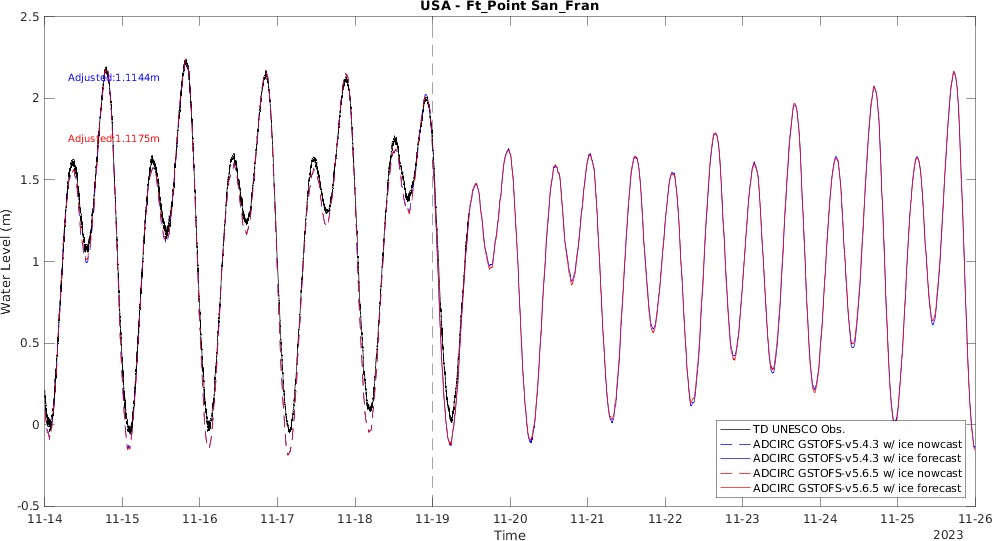 USA - Ft_Point San_Fran
2.5
2
1.5
1
0.5
0
-0.5
Water Level (m)
Adjusted:1.1144m
Adjusted:1.1175m
TD UNESCO Obs.
ADCIRC GSTOFS-v5.4.3 w/ ice nowcast
ADCIRC GSTOFS-v5.4.3 w/ ice forecast
ADCIRC GSTOFS-v5.6.5 w/ ice nowcast
ADCIRC GSTOFS-v5.6.5 w/ ice forecast
11-14 11-15 11-16 11-17 11-18 11-19 11-20 11-21 11-22 11-23 11-24 11-25 11-26
Time
2023